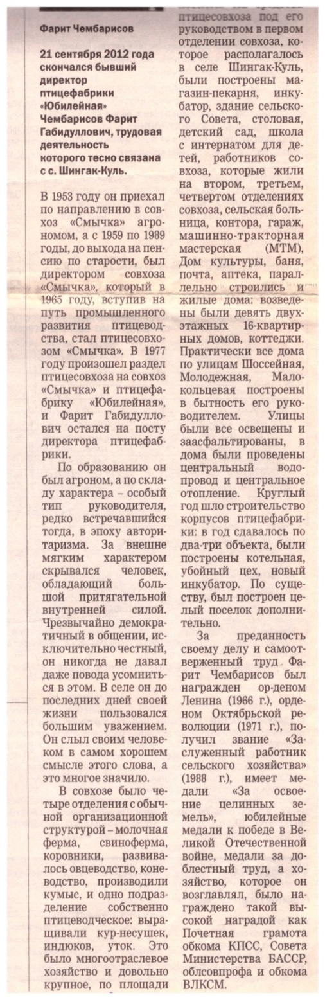 Фарит Чембарисов
21 сентября 2012 года
скончался бывший
директор
птицефабрики
«Юбилейная»
Чембарисов Фарит
Габидуллович, трудовая
деятельность
которого тесно связана
с с. Шингак-Куль.
В 1953 году он приехал
по направлению в сов-
хоз «Смычка» агро-
номом, а с 1959 по 1989
годы, до выхода на пен-
сию по старости, был
директором совхоза
«Смычка», который в
1965 году, вступив на
путь промышленного
развития птицевод-
ства, стал птицесовхо-
зом «Смычка». В 1977
году произошел раздел
птицесовхоза на совхоз
«Смычка» и птицефа-
брику «Юбилейная»,
и Фарит Габидулло-
вич остался на посту
директора птицефаб-
рики.
По образованию он
был агроном, а по скла-
ду характера – особый
тип руководителя,
редко встречавшийся
тогда, в эпоху автори-
таризма. За внешне
мягким характером
скрывался человек,
обладающий боль-
шой притягательной
внутренней силой.
Чрезвычайно демокра-
тичный в общении, ис-
ключительно честный,
он никогда не давал
даже повода усомнить-
ся в этом. В селе он до
последних дней своей
жизни пользовался
большим уважением.
Он слыл своим челове-
ком в самом хорошем
смысле этого слова, а
это многое значило.
В совхозе было че-
тыре отделения с обыч-
ной организационной
структурой – молочная
ферма, свиноферма,
коровники, развива-
лось овцеводство, коне-
водство, производили
кумыс, и одно подраз-
деление собственно
птицеводческое: выра-
щивали кур-несушек,
индюков, уток. Это
было многоотраслевое
хозяйство и довольно
крупное, по площади
птицесовхоза под его
руководством в первом
отделении совхоза, ко-
торое располагалось
в селе Шингак-Куль,
были построены ма-
газин-пекарня, инку-
батор, здание сельско-
го Совета, столовая,
детский сад, школа
с интернатом для де-
тей, работников со-
вхоза, которые жили
на втором, третьем,
четвертом отделениях
совхоза, сельская боль-
ница, контора, гараж,
машинно-тракторная
мастерская (МТМ),
Дом культуры, баня,
почта, аптека, парал-
лельно строились и
жилые дома: возведе-
ны были девять двух-
этажных 16-квартир-
ных домов, коттеджи.
Практически все дома
по улицам Шоссейная,
Молодежная, Мало-
кольцевая построены
в бытность его руко-
водителем. Улицы
были все освещены и
заасфальтированы, в
дома были проведены
центральный водо-
провод и центральное
отопление. Круглый
год шло строительство
корпусов птицефабри-
ки: в год сдавалось по
два-три объекта, были
построены котельная,
убойный цех, новый
инкубатор. По суще-
ству, был построен це-
лый поселок дополни-
тельно.
За преданность
своему делу и самоот-
верженный труд Фа-
рит Чембарисов был
награжден ор-деном
Ленина (1966 г.), орде-
ном Октябрьской ре-
волюции (1971 г.), по-
лучил звание «За-
служенный работник
сельского хозяйства»
(1988 г.), имеет ме-
дали «За освое-
ние целинных зе-
мель», юбилейные
медали к победе в Ве-
ликой Отечественной
войне, медали за до-
блестный труд, а хо-
зяйство, которое он
возглавлял, было на-
граждено такой вы-
сокой наградой как
Почетная грамота
обкома КПСС, Совета
Министерства БАССР,
облсовпрофа и обкома
ВЛКСМ.